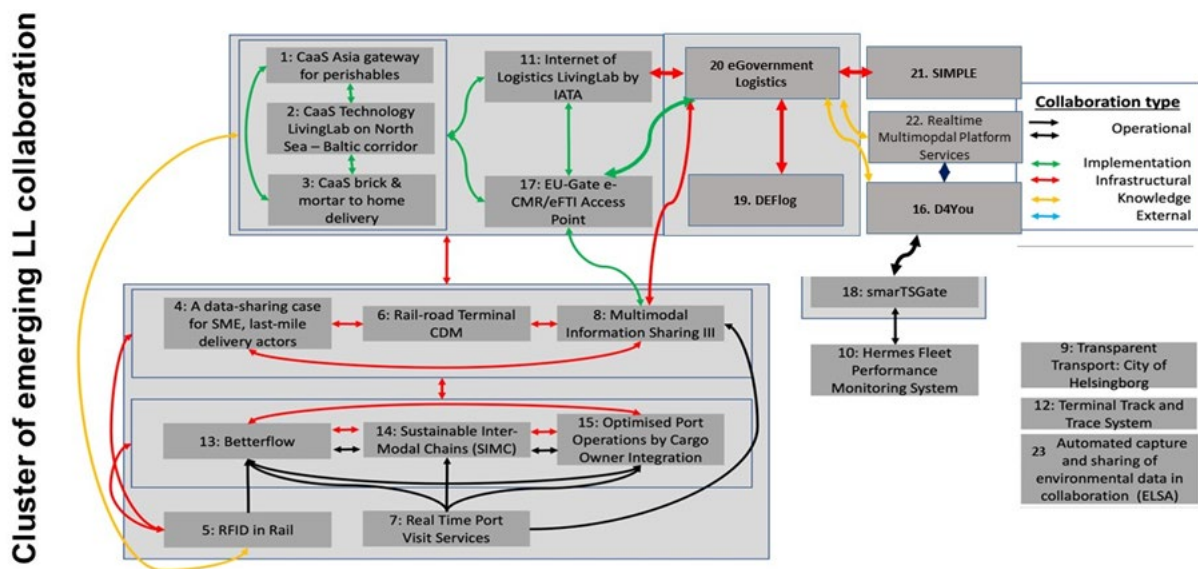 Cluster of emerging LL collaboration
1: CaaS Asia gateway
for perishables
2: CaaS Technology
LivingLab on North
Sea – Baltic corridor
3: CaaS brick &
mortar to home
delivery
11: Internet of
Logistics LivingLab by
IATA
17: EU-Gate e-
CMR/eFTI Access
Point
20 eGovernment
Logistics
19. DEFlog
21. SIMPLE
22. Realtime
Multimopdal Platform
Services
16. D4You
Collaboration type
Operational
Implementation
Infrastructural
Knowledge
External
18: smarTSGate
10: Hermes Fleet
Performance
Monitoring System
9: Transparent
Transport: City of
Helsingborg
12: Terminal Track and
Trace System
23 Automated capture
and sharing of
environmental data in
collaboration (ELSA)
4: A data-sharing case
for SME, last-mile
delivery actors
6: Rail-road Terminal
CDM
8: Multimodal
Information Sharing III
13: Betterflow
14: Sustainable Inter-
Modal Chains (SIMC)
15: Optimised Port
Operations by Cargo
Owner Integration
5: RFID in Rail
7: Real Time Port
Visit Services